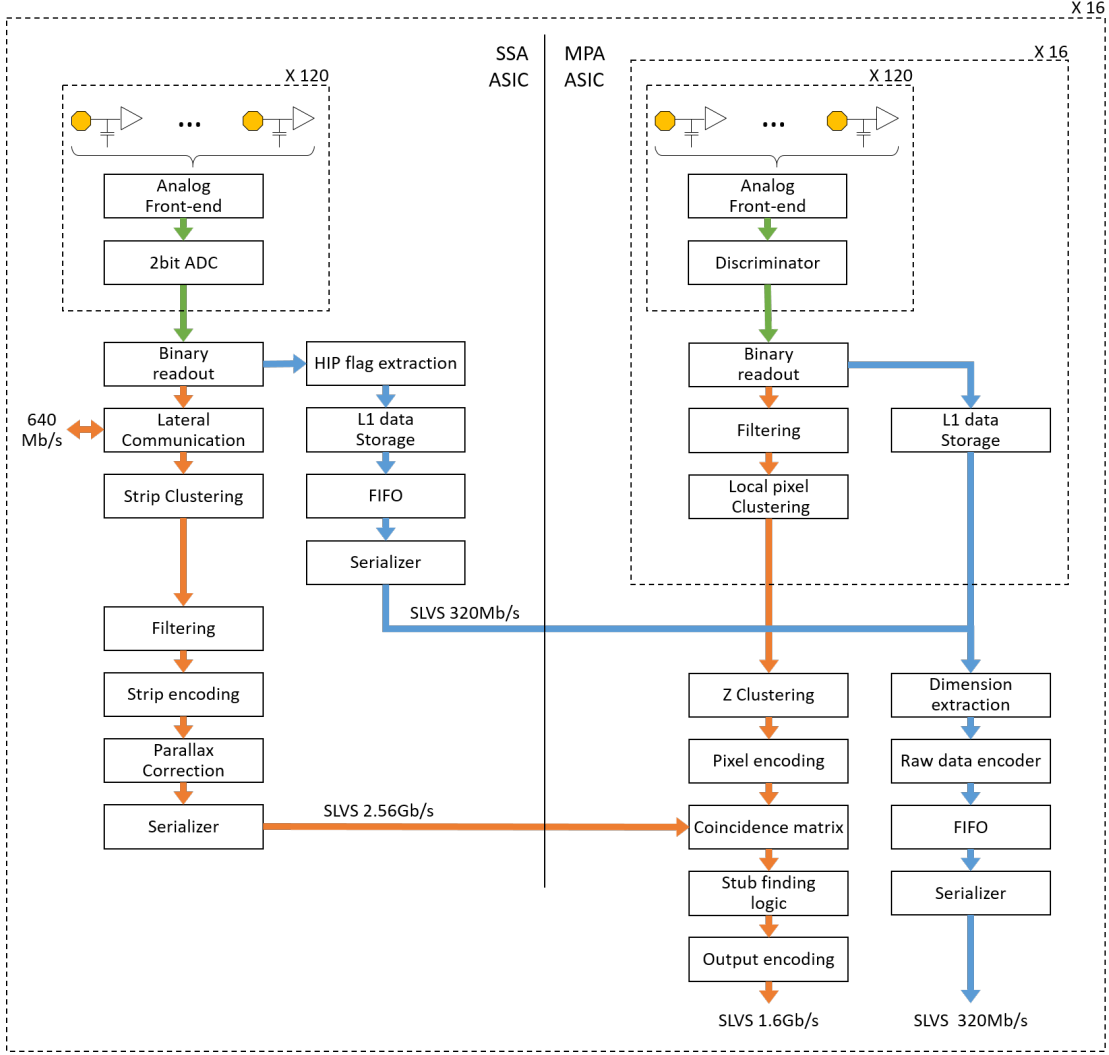 X 16
SSA
ASIC
MPA
ASIC
X 120
...
Analog
Front-end
2bit ADC
Binary
readout
HIP flag extraction
640
Mb/s
Lateral
Communication
L1 data
Storage
Strip Clustering
FIFO
Serializer
SLVS 320Mb/s
Filtering
Strip encoding
Parallax
Correction
Serializer
SLVS 2.56Gb/s
X 16
X 120
...
Analog
Front-end
Discriminator
Binary
readout
Filtering
L1 data
Storage
Local pixel
Clustering
Z Clustering
Dimension
extraction
Pixel encoding
Raw data encoder
Coincidence matrix
FIFO
Stub finding
logic
Serializer
Output encoding
SLVS 1.6Gb/s
SLVS 320Mb/s